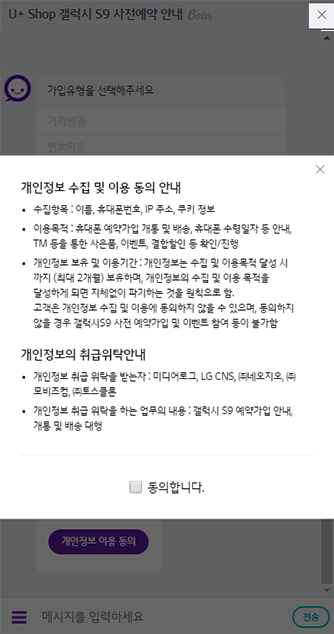 U+ Shop 갤럭시 S9 사전예약 안내 Beta
가입유형을 선택해주세요
기기변경
번호이동
개인정보 수집 및 이용 동의 안내
• 수집항목 : 이름, 휴대폰번호, IP 주소, 쿠키 정보
• 이용목적 : 휴대폰 예약가입 개통 및 배송, 휴대폰 수령일자 등 안내,
TM 등을 통한 사은품, 이벤트, 결합할인 등 확인/진행
• 개인정보 보유 및 이용기간 : 개인정보는 수집 및 이용목적 달성 시
까지 (최대 2개월) 보유하며, 개인정보의 수집 및 이용 목적을
달성하게 되면 지체없이 파기하는 것을 원칙으로 함.
고객은 개인정보 수집 및 이용에 동의하지 않을 수 있으며, 동의하지
않을 경우 갤럭시S9 사전 예약가입 및 이벤트 참여 등이 불가함
개인정보의 취급위탁안내
• 개인정보 취급 위탁을 받는자 : 미디어로그, LG CNS, ㈜네오지오, ㈜
모비즈컴, ㈜토스클론
• 개인정보 취급 위탁을 하는 업무의 내용 : 갤럭시 S9 예약가입 안내,
개통 및 배송 대행
동의합니다.
개인정보 이용 동의
메시지를 입력하세요
전송